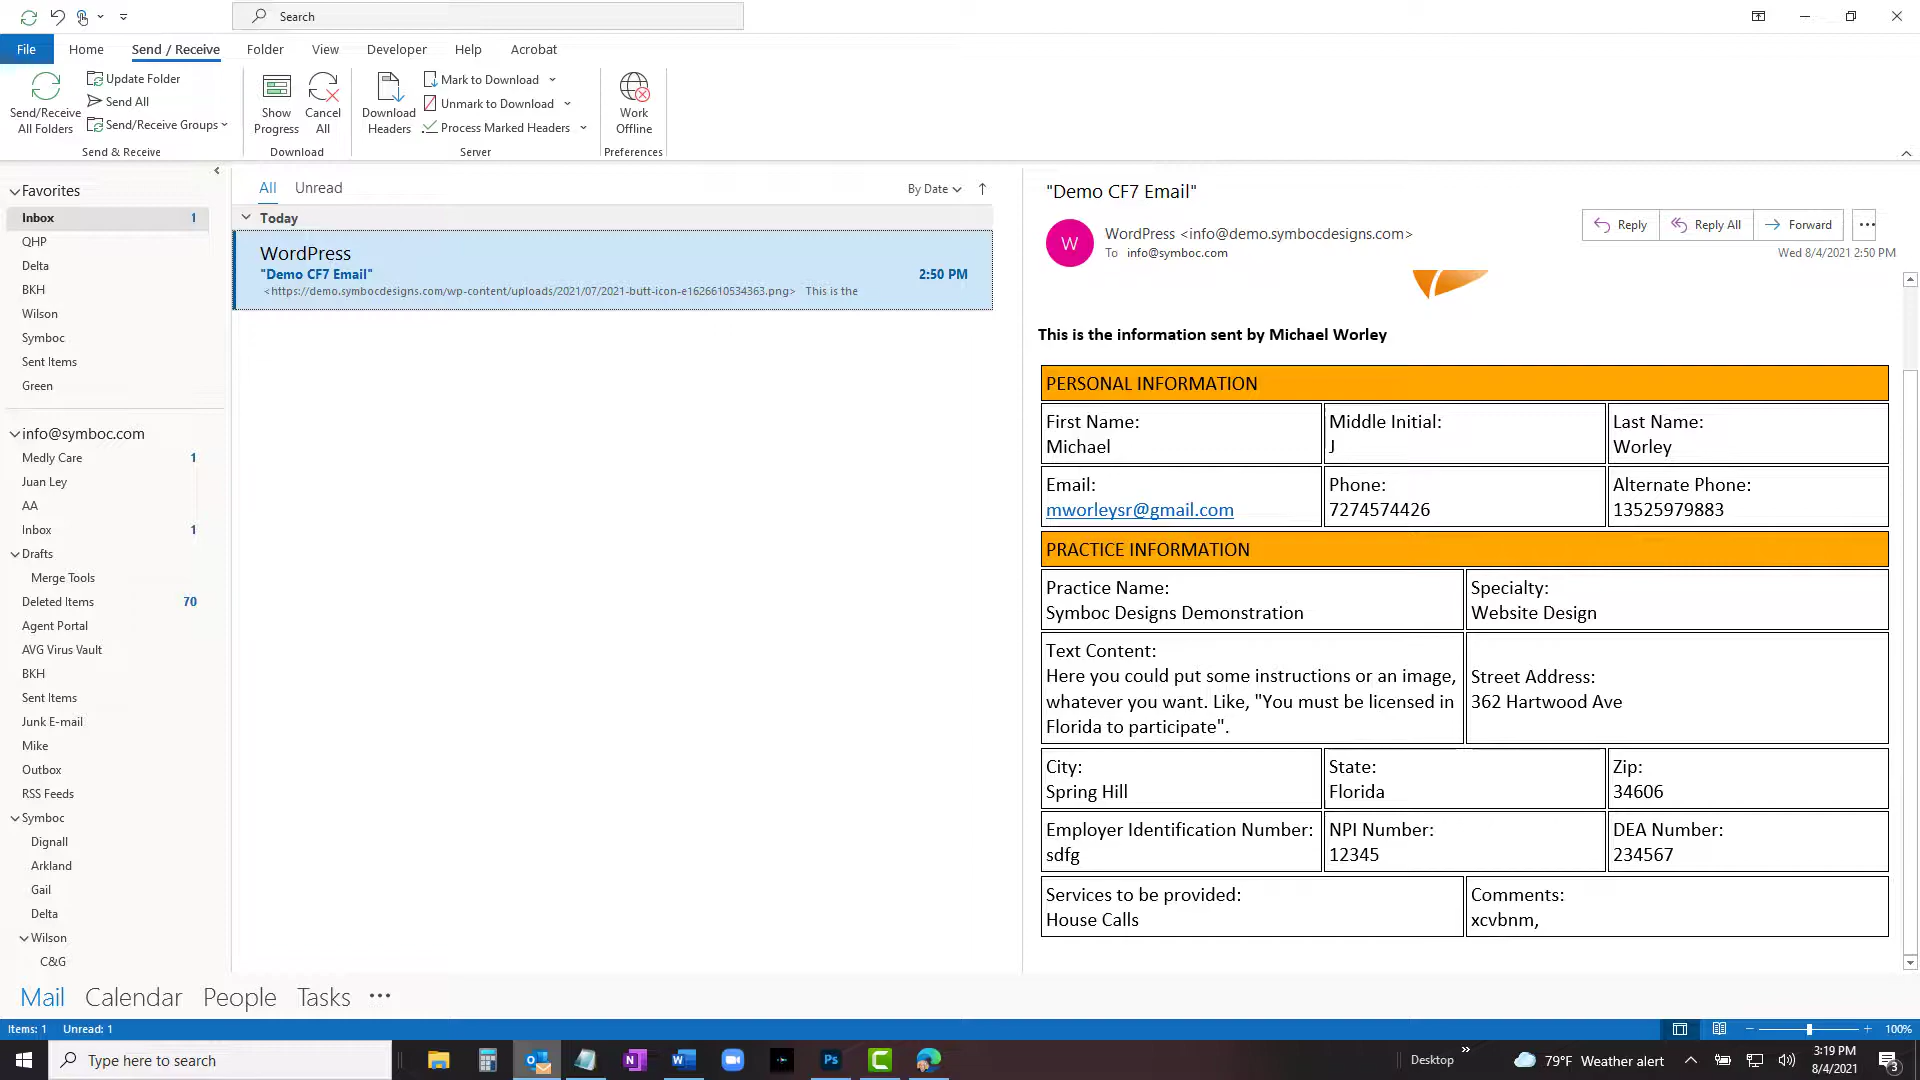 Search
File Home Send / Receive Folder View Developer Help Acrobat
Send/Receive All Folders
Update Folder
Send All
Send/Receive Groups
Send & Receive
Show Progress
Cancel All
Download
Download Headers
Mark to Download
Unmark to Download
Process Marked Headers
Server
Work Offline
Preferences
Favorites
Inbox 1
QHP
Delta
BKH
Wilson
Symboc
Sent Items
Green
info@symboc.com
Medly Care 1
Juan Ley
AA
Inbox 1
Drafts
Merge Tools
Deleted Items 70
Agent Portal
AVG Virus Vault
BKH
Sent Items
Junk E-mail
Mike
Outbox
RSS Feeds
Symboc
Dignall
Arkland
Gail
Delta
Wilson
C&G
All Unread By Date
Today
WordPress
"Demo CF7 Email" 2:50 PM
<https://demo.symbocdesigns.com/wp-content/uploads/2021/07/2021-butt-icon-e1626610534363.png> This is the
"Demo CF7 Email"
W
WordPress <info@demo.symbocdesigns.com>
To info@symboc.com
Reply Reply All Forward
Wed 8/4/2021 2:50 PM
This is the information sent by Michael Worley
PERSONAL INFORMATION
First Name:
Michael
Middle Initial:
J
Last Name:
Worley
Email:
mworleysr@gmail.com
Phone:
7274574426
Alternate Phone:
13525979883
PRACTICE INFORMATION
Practice Name:
Symboc Designs Demonstration
Specialty:
Website Design
Text Content:
Here you could put some instructions or an image,
whatever you want. Like, "You must be licensed in
Florida to participate".
Street Address:
362 Hartwood Ave
City:
Spring Hill
State:
Florida
Zip:
34606
Employer Identification Number:
sdfg
NPI Number:
12345
DEA Number:
234567
Services to be provided:
House Calls
Comments:
xcvbnm,
Mail Calendar People Tasks
Items: 1 Unread: 1 100%
Type here to search
N
W
Ps
C
Desktop
79°F Weather alert
3:19 PM
8/4/2021
3